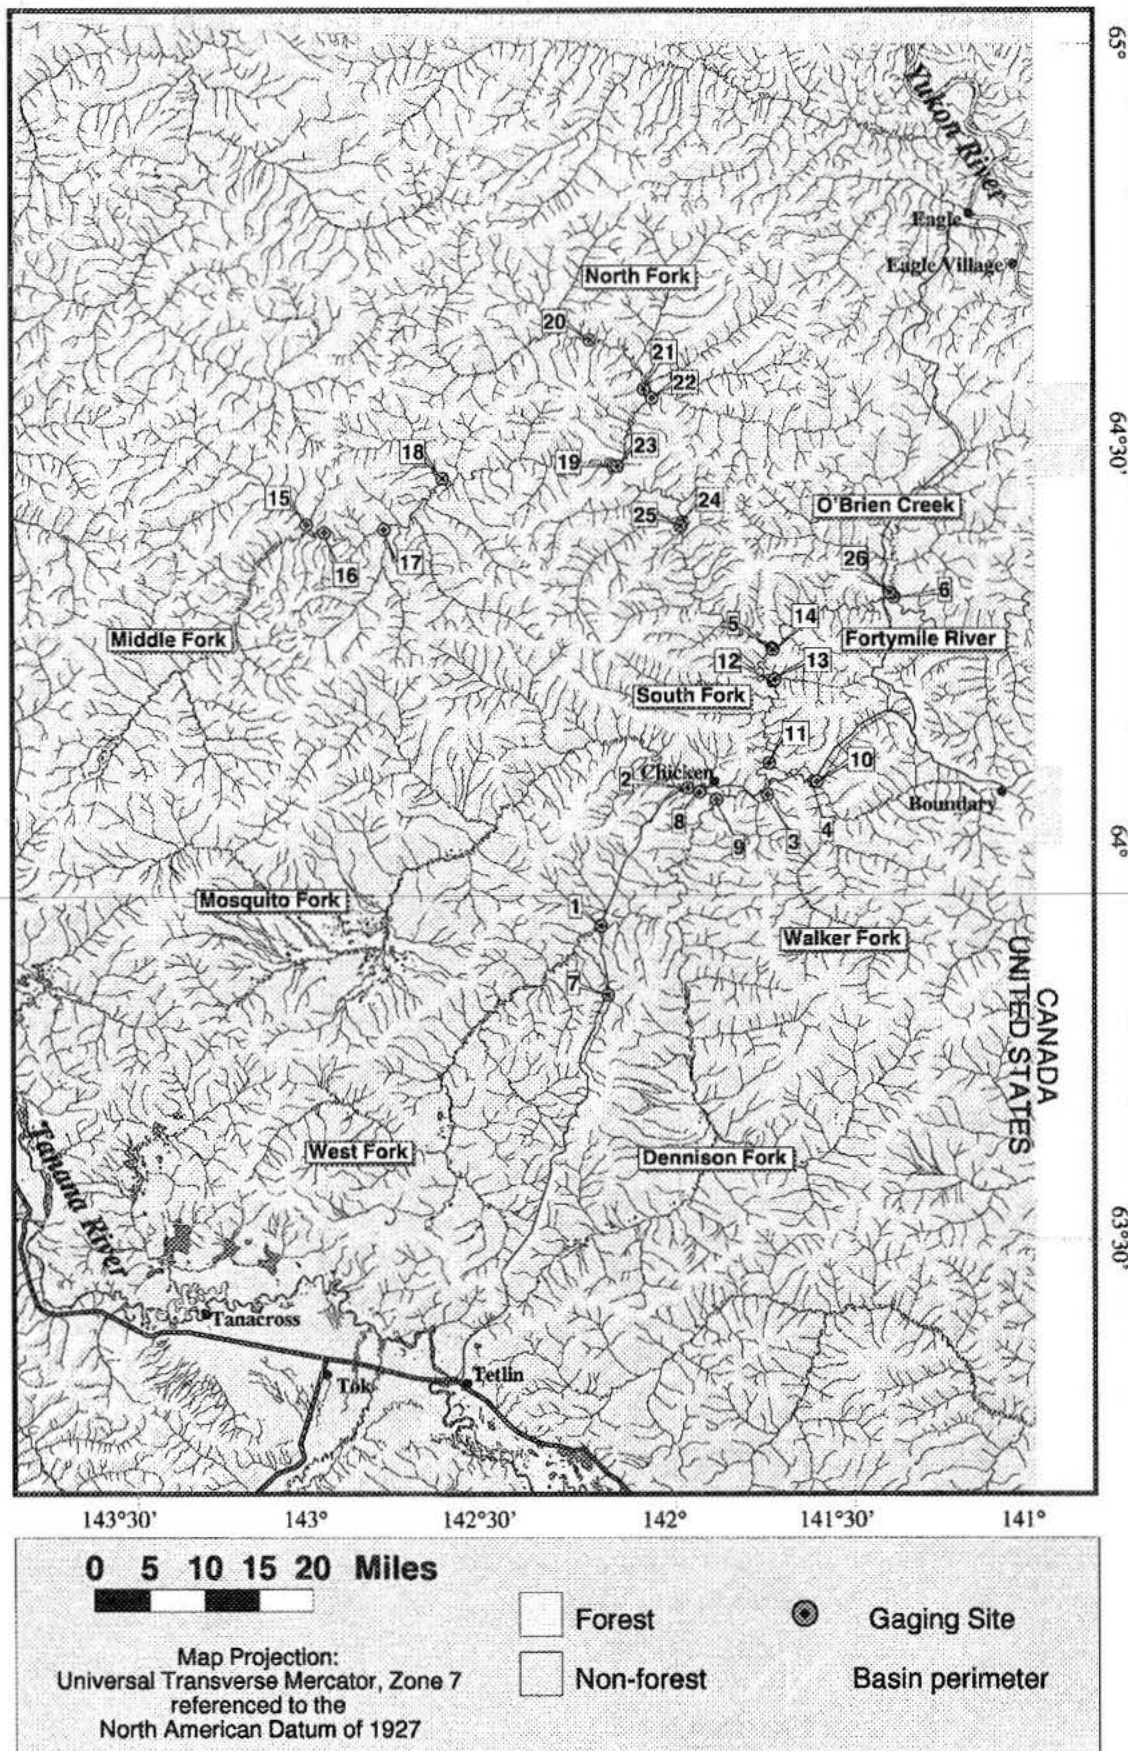 65°
Yukon River
Eagle
Eagle Village
North Fork
20
21
22
18
23
19
64°30'
15
24
25
O'Brien Creek
16
17
26
6
Middle Fork
5
14
Fortymile River
12
13
South Fork
11
2
Chicken
10
Boundary
8
9
3
4
64°
Mosquito Fork
1
Walker Fork
7
CANADA
UNITED STATES
West Fork
Dennison Fork
Tanana River
63°30'
Tanacross
Tok
Tetlin
143°30' 143° 142°30' 142° 141°30' 141°
0 5 10 15 20 Miles
Map Projection:
Universal Transverse Mercator, Zone 7
referenced to the
North American Datum of 1927
Forest
Non-forest
Gaging Site
Basin perimeter